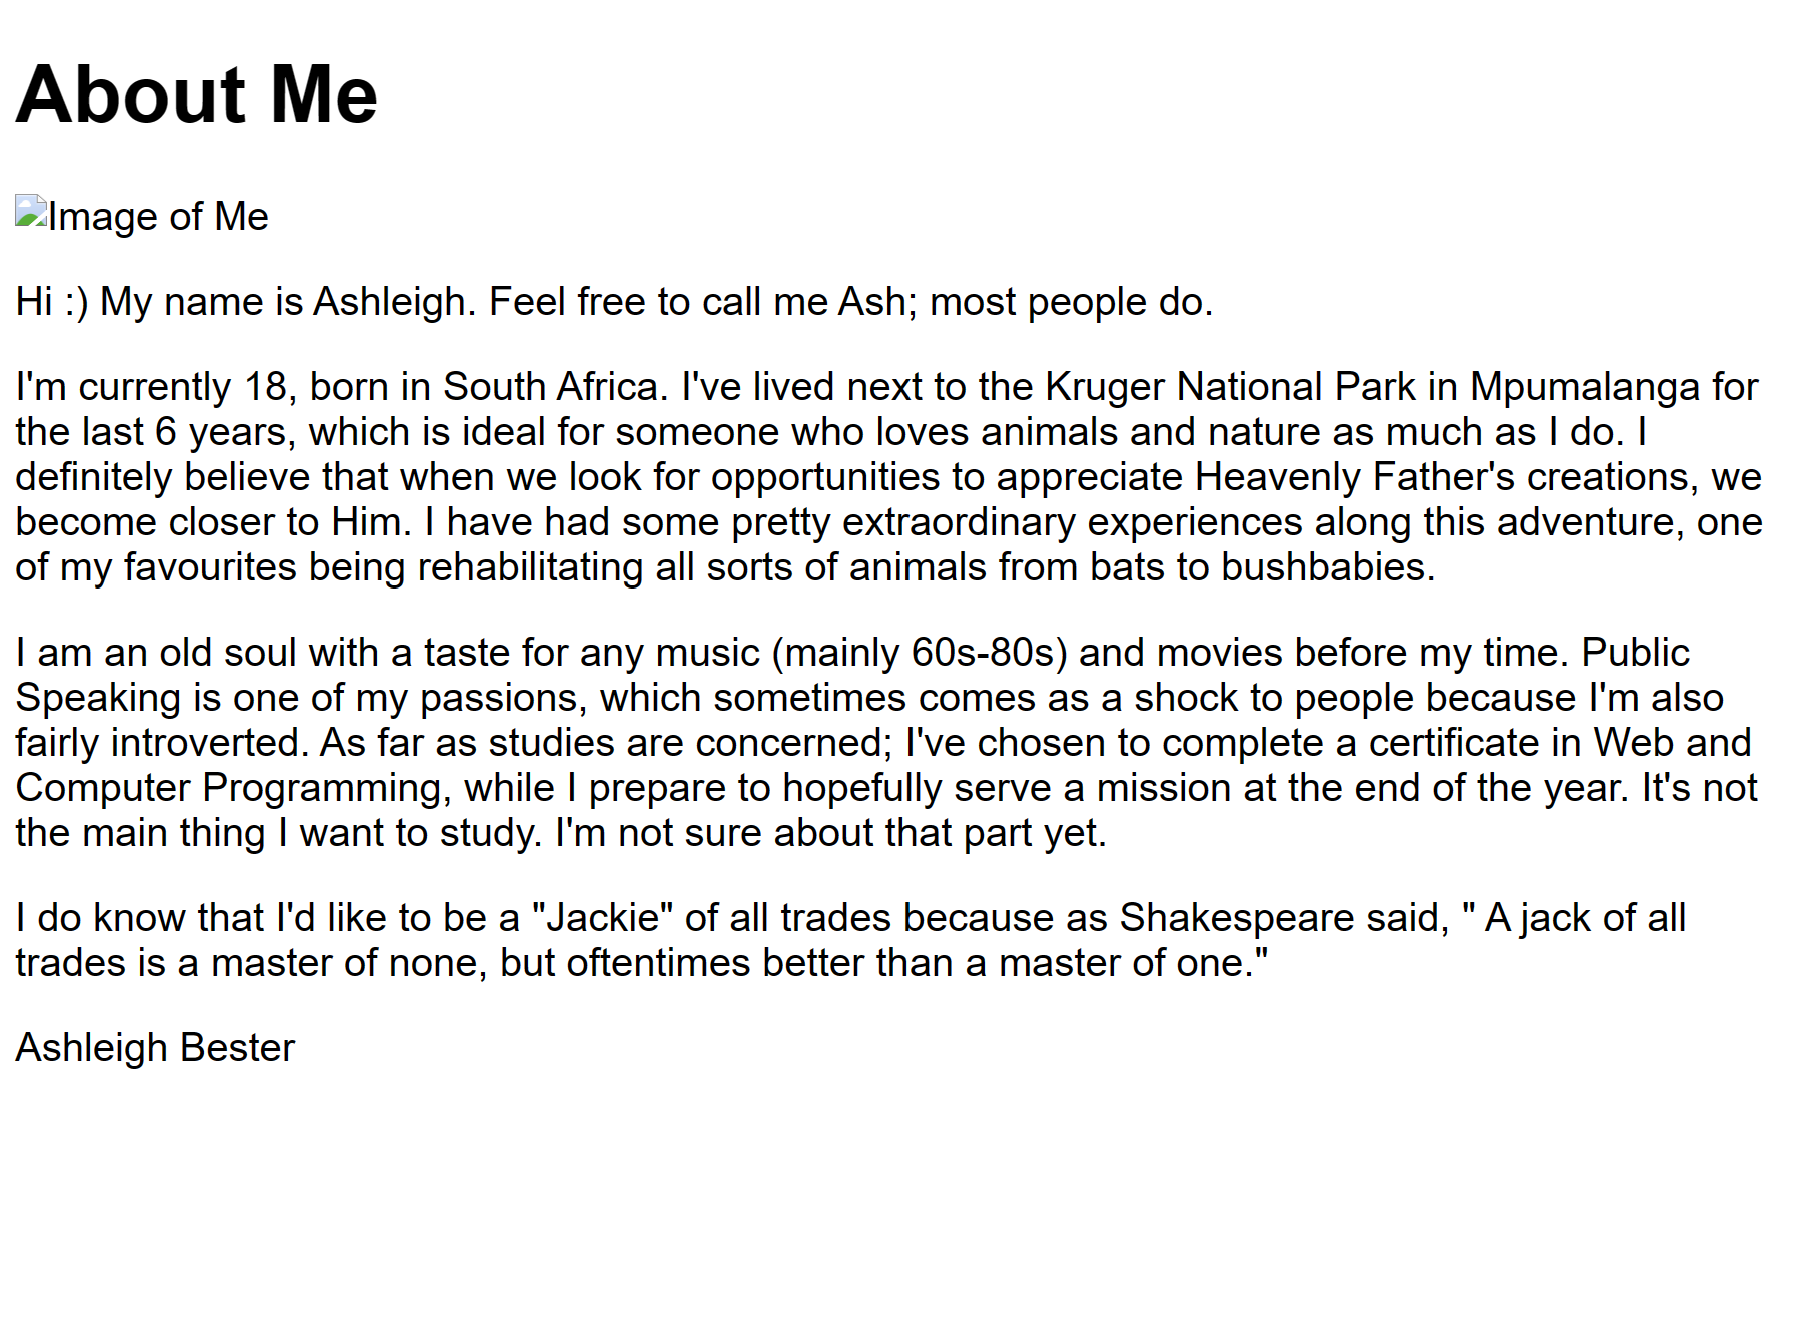 About Me
Image of Me
Hi :) My name is Ashleigh. Feel free to call me Ash; most people do.
I'm currently 18, born in South Africa. I've lived next to the Kruger National Park in Mpumalanga for
the last 6 years, which is ideal for someone who loves animals and nature as much as I do. I
definitely believe that when we look for opportunities to appreciate Heavenly Father's creations, we
become closer to Him. I have had some pretty extraordinary experiences along this adventure, one
of my favourites being rehabilitating all sorts of animals from bats to bushbabies.
I am an old soul with a taste for any music (mainly 60s-80s) and movies before my time. Public
Speaking is one of my passions, which sometimes comes as a shock to people because I'm also
fairly introverted. As far as studies are concerned; I've chosen to complete a certificate in Web and
Computer Programming, while I prepare to hopefully serve a mission at the end of the year. It's not
the main thing I want to study. I'm not sure about that part yet.
I do know that I'd like to be a "Jackie" of all trades because as Shakespeare said, " A jack of all
trades is a master of none, but oftentimes better than a master of one."
Ashleigh Bester